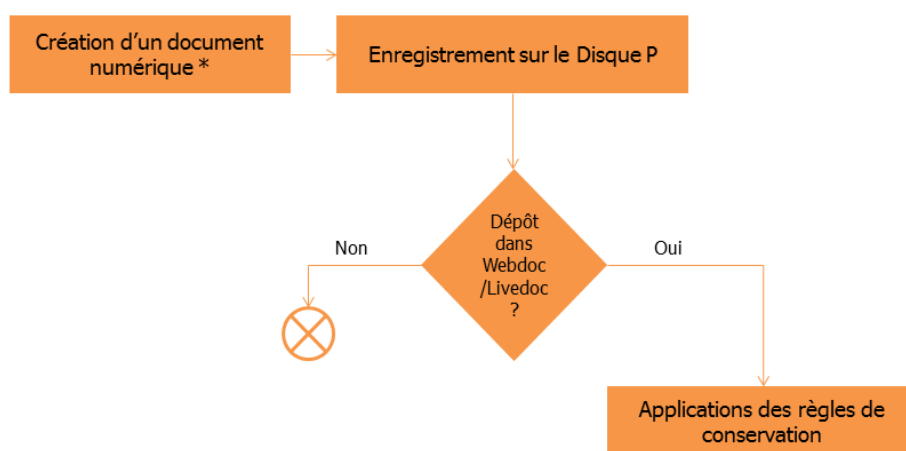 Création d’un document
numérique *
Enregistrement sur le Disque P
Dépôt
dans
Webdoc
/Livedoc
?
Non
Oui
Applications des règles de
conservation